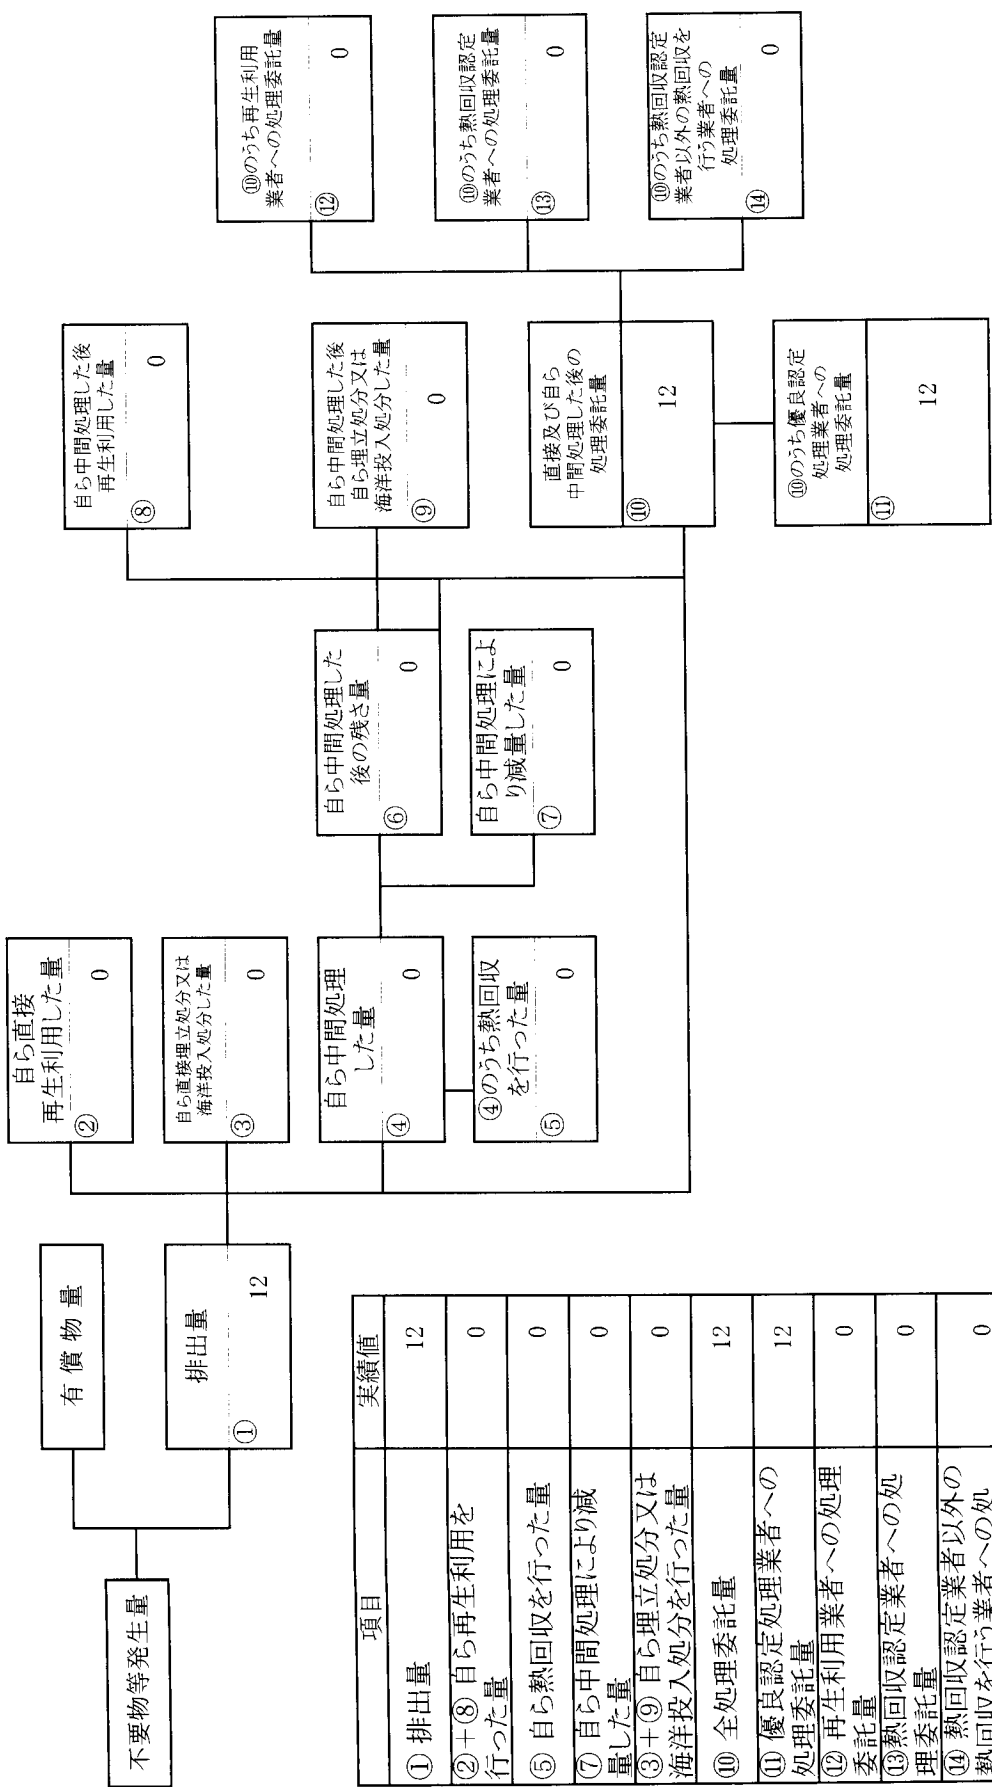 不要物等発生量
有償物量
排出量
① 12
自ら直接
再生利用した量
② 0
自ら直接埋立処分又は
海洋投入処分した量
③ 0
自ら中間処理
した量
④ 0
④のうち熱回収
を行った量
⑤ 0
自ら中間処理した
後の残さ量
⑥ 0
自ら中間処理によ
り減量した量
⑦ 0
自ら中間処理した後
再生利用した量
⑧ 0
自ら中間処理した後
自ら埋立処分又は
海洋投入処分した量
⑨ 0
直接及び自ら
中間処理した後の
処理委託量
⑩ 12
⑩のうち優良認定
処理業者への
処理委託量
⑪ 12
⑩のうち再生利用
業者への処理委託量
⑫ 0
⑩のうち熱回収認定
業者への処理委託量
⑬ 0
⑩のうち熱回収認定
業者以外の熱回収を
行う業者への
処理委託量
⑭ 0
項目 実績値
① 排出量 12
②+⑧ 自ら再生利用を
行った量 0
⑤ 自ら熱回収を行った量 0
⑦ 自ら中間処理により減
量した量 0
③+⑨ 自ら埋立処分又は
海洋投入処分を行った量 0
⑩ 全処理委託量 12
⑪ 優良認定処理業者への
処理委託量 12
⑫ 再生利用業者への処理
委託量 0
⑬ 熱回収認定業者への処
理委託量 0
⑭ 熱回収認定業者以外の
熱回収を行う業者への処 0